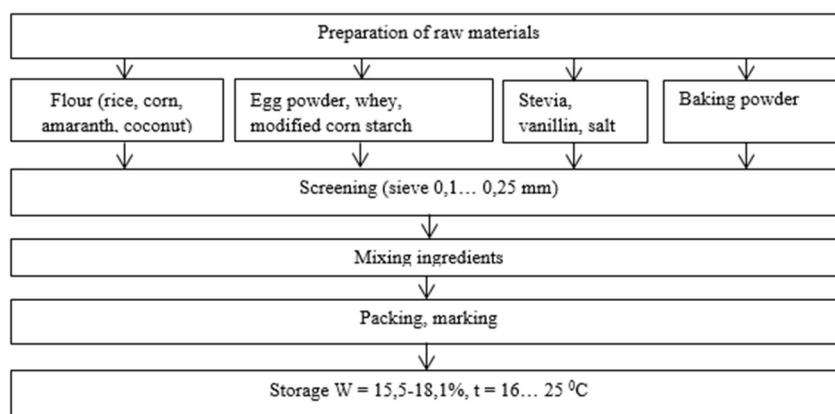 Preparation of raw materials
Flour (rice, corn,
amaranth, coconut)
Egg powder, whey,
modified corn starch
Stevia,
vanillin, salt
Baking powder
Screening (sieve 0,1… 0,25 mm)
Mixing ingredients
Packing, marking
Storage W = 15,5-18,1%, t = 16… 25 ⁰C